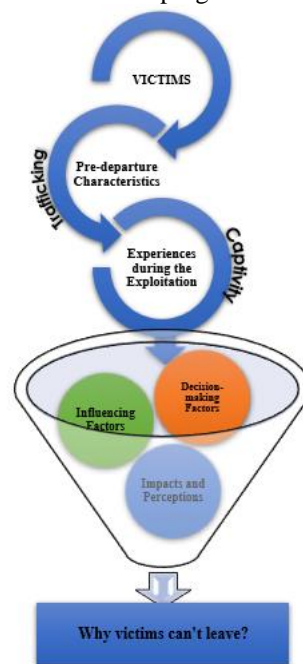 VICTIMS
Trafficking
Pre-departure
Characteristics
Experiences
during the
Exploitation
Captivity
Influencing
Factors
Decision-
making
Factors
Impacts and
Perceptions
Why victims can't leave?